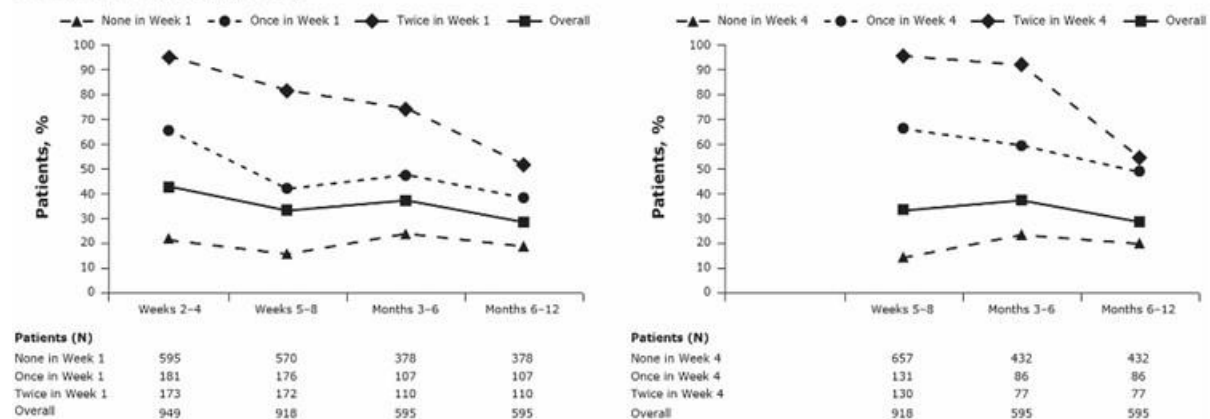 None in Week 1 Once in Week 1 Twice in Week 1 Overall
Patients, %
100
90
80
70
60
50
40
30
20
10
0
Weeks 2–4 Weeks 5–8 Months 3–6 Months 6–12
Patients (N)
None in Week 1 595 570 378 378
Once in Week 1 181 176 107 107
Twice in Week 1 173 172 110 110
Overall 949 918 595 595
None in Week 4 Once in Week 4 Twice in Week 4 Overall
Patients, %
100
90
80
70
60
50
40
30
20
10
0
Weeks 5–8 Months 3–6 Months 6–12
Patients (N)
None in Week 4 657 432 432
Once in Week 4 131 86 86
Twice in Week 4 130 77 77
Overall 918 595 595